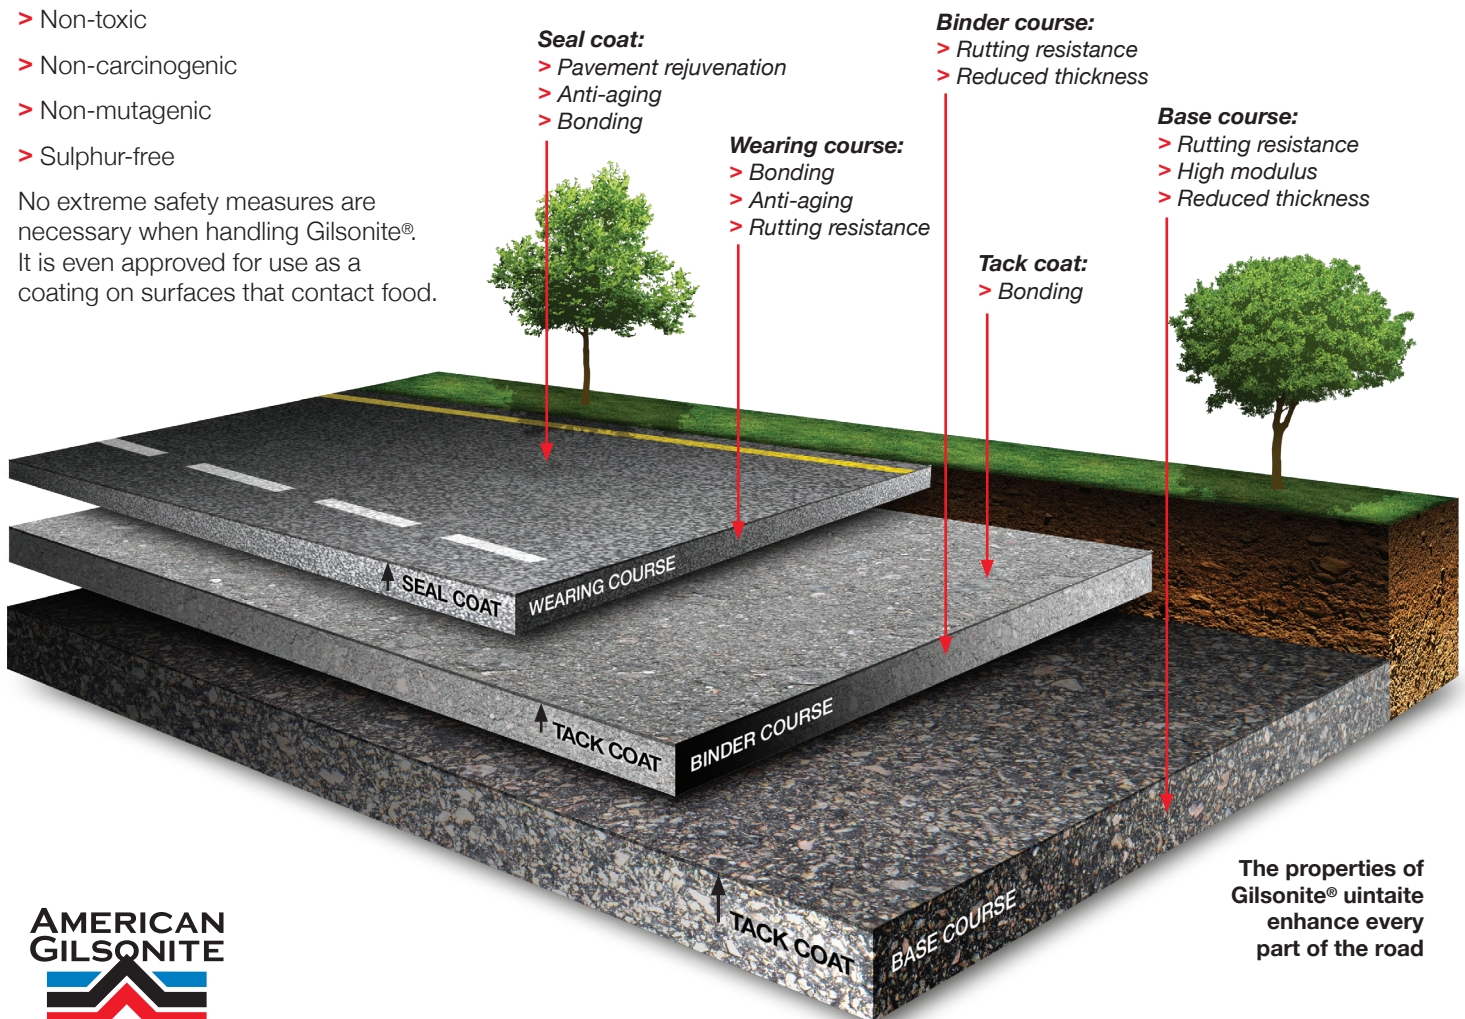 > Non-toxic
> Non-carcinogenic
> Non-mutagenic
> Sulphur-free
No extreme safety measures are
necessary when handling Gilsonite®.
It is even approved for use as a
coating on surfaces that contact food.
Seal coat:
> Pavement rejuvenation
> Anti-aging
> Bonding
Wearing course:
> Bonding
> Anti-aging
> Rutting resistance
Binder course:
> Rutting resistance
> Reduced thickness
Tack coat:
> Bonding
Base course:
> Rutting resistance
> High modulus
> Reduced thickness
SEAL COAT
WEARING COURSE
TACK COAT
BINDER COURSE
TACK COAT
BASE COURSE
The properties of
Gilsonite® uintaite
enhance every
part of the road
AMERICAN
GILSONITE